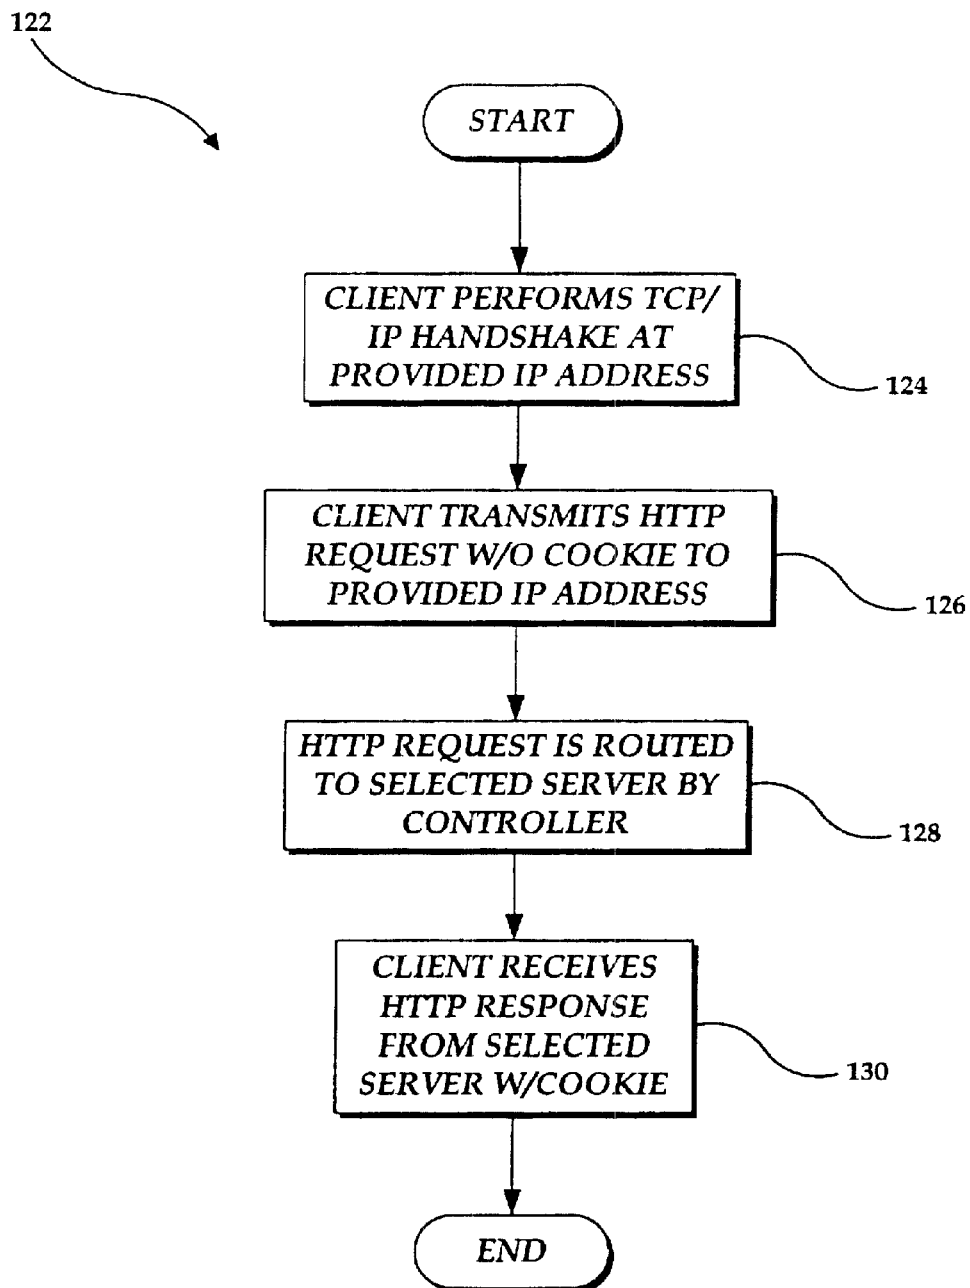 122
START
CLIENT PERFORMS TCP/
IP HANDSHAKE AT
PROVIDED IP ADDRESS
124
CLIENT TRANSMITS HTTP
REQUEST W/O COOKIE TO
PROVIDED IP ADDRESS
126
HTTP REQUEST IS ROUTED
TO SELECTED SERVER BY
CONTROLLER
128
CLIENT RECEIVES
HTTP RESPONSE
FROM SELECTED
SERVER W/COOKIE
130
END